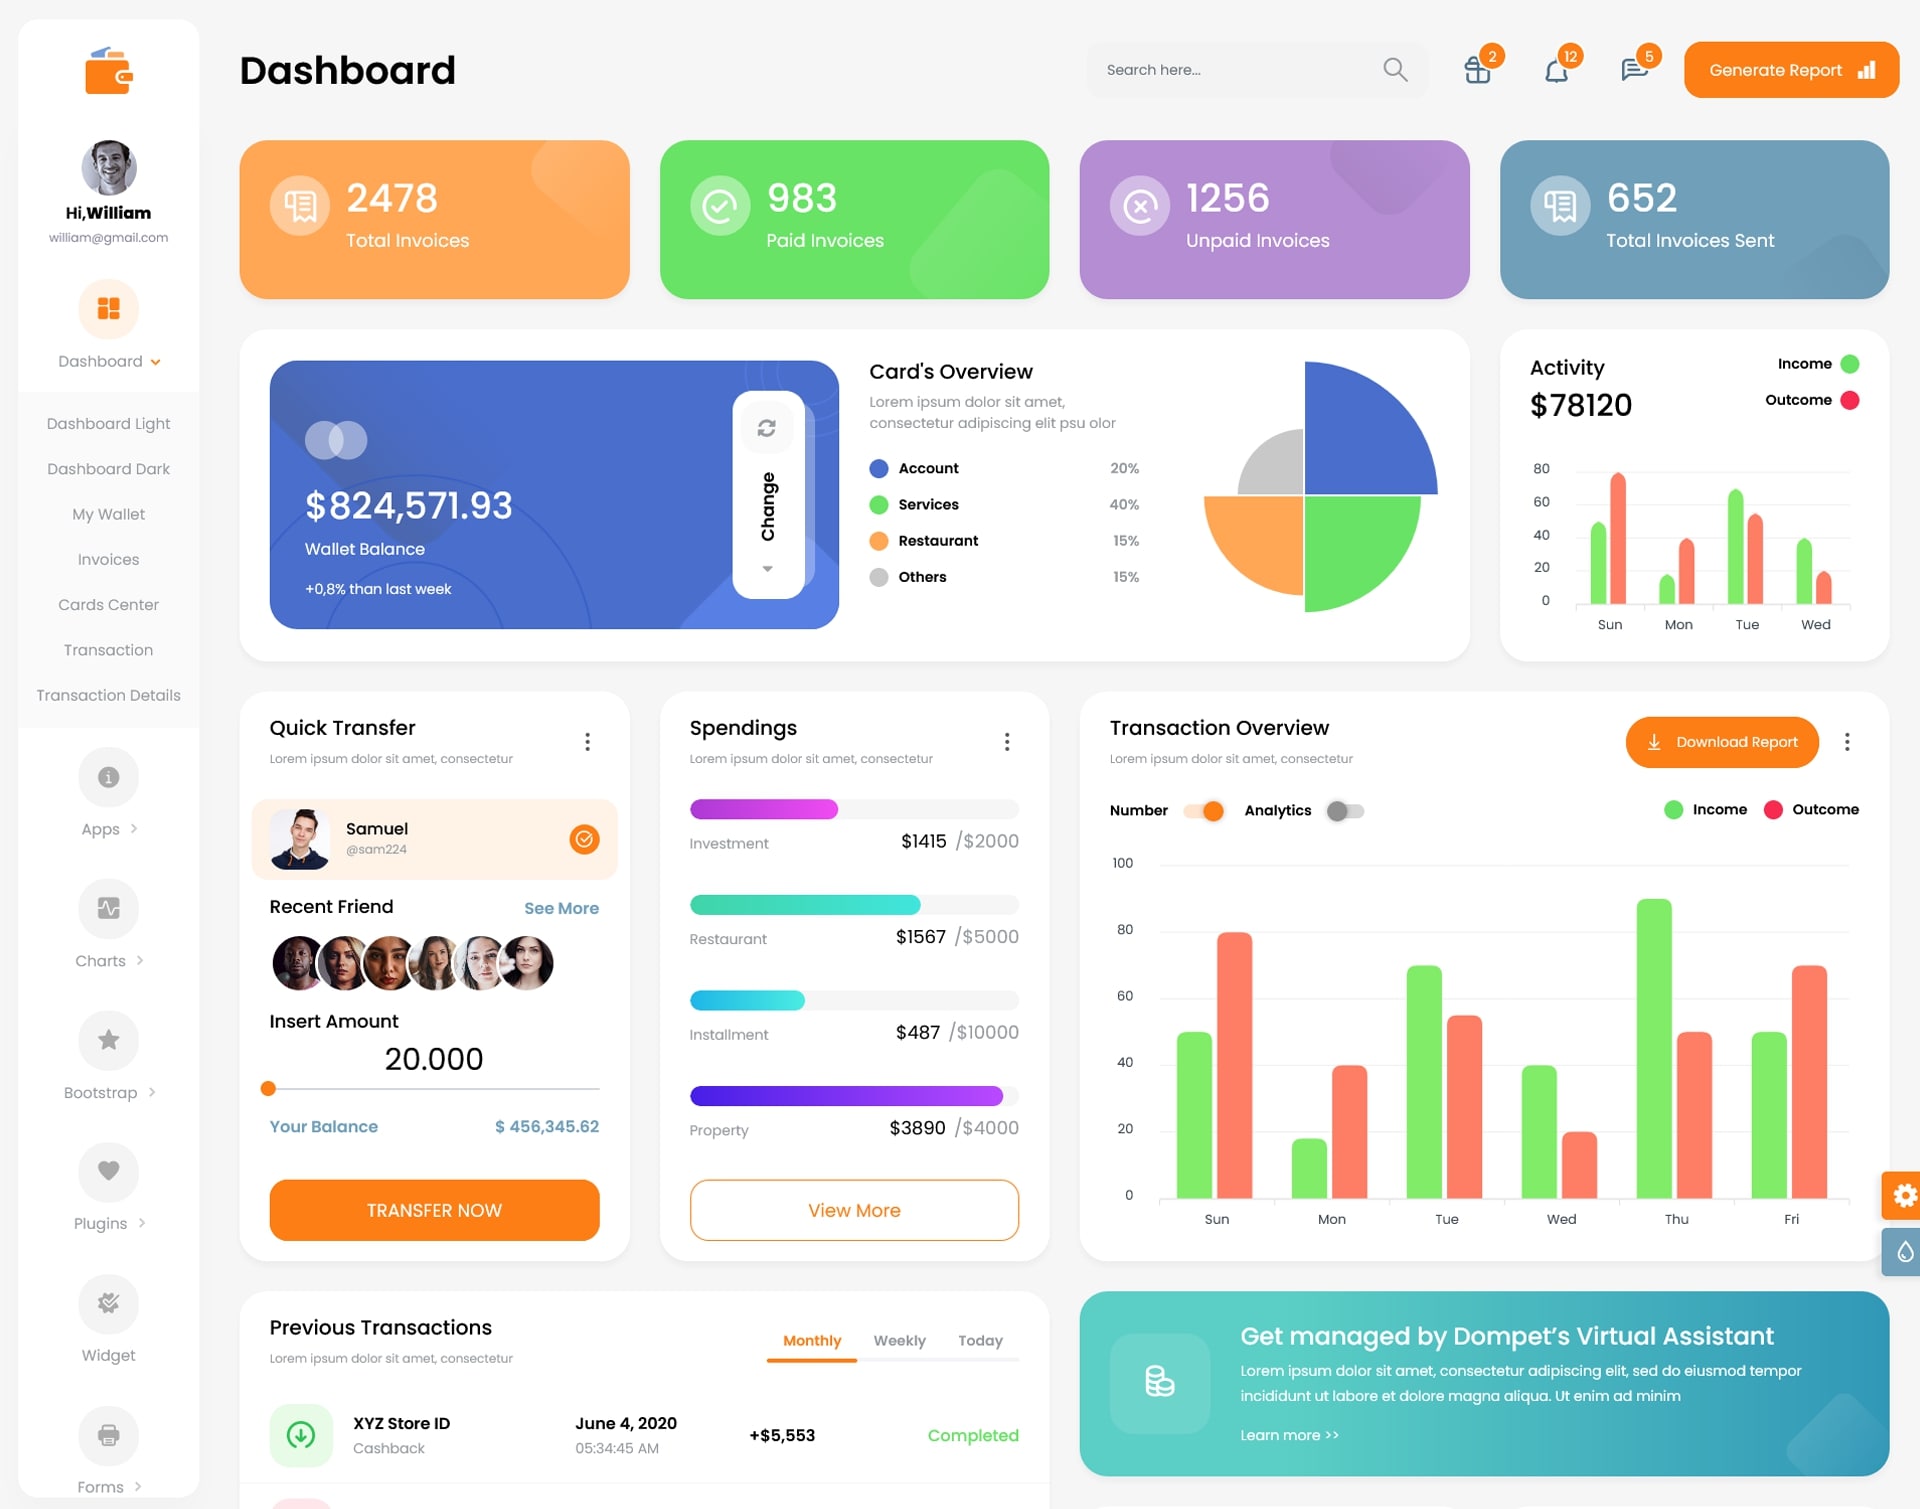 Dashboard
Search here...
2
12
5
Generate Report
Hi,William
william@gmail.com
Dashboard
Dashboard Light
Dashboard Dark
My Wallet
Invoices
Cards Center
Transaction
Transaction Details
Apps
Charts
Bootstrap
Plugins
Widget
Forms
2478
Total Invoices
983
Paid Invoices
1256
Unpaid Invoices
652
Total Invoices Sent
$824,571.93
Wallet Balance
+0,8% than last week
Change
Card's Overview
Lorem ipsum dolor sit amet,
consectetur adipiscing elit psu olor
Account 20%
Services 40%
Restaurant 15%
Others 15%
Activity
$78120
Income
Outcome
80
60
40
20
0
Sun Mon Tue Wed
Quick Transfer
Lorem ipsum dolor sit amet, consectetur
Samuel
@sam224
Recent Friend See More
Insert Amount
20.000
Your Balance $ 456,345.62
TRANSFER NOW
Spendings
Lorem ipsum dolor sit amet, consectetur
Investment $1415 /$2000
Restaurant $1567 /$5000
Installment $487 /$10000
Property $3890 /$4000
View More
Transaction Overview
Lorem ipsum dolor sit amet, consectetur
Download Report
Number Analytics Income Outcome
100
80
60
40
20
0
Sun Mon Tue Wed Thu Fri
Previous Transactions
Lorem ipsum dolor sit amet, consectetur
Monthly Weekly Today
XYZ Store ID June 4, 2020 +$5,553 Completed
Cashback 05:34:45 AM
Get managed by Dompet’s Virtual Assistant
Lorem ipsum dolor sit amet, consectetur adipiscing elit, sed do eiusmod tempor
incididunt ut labore et dolore magna aliqua. Ut enim ad minim
Learn more >>